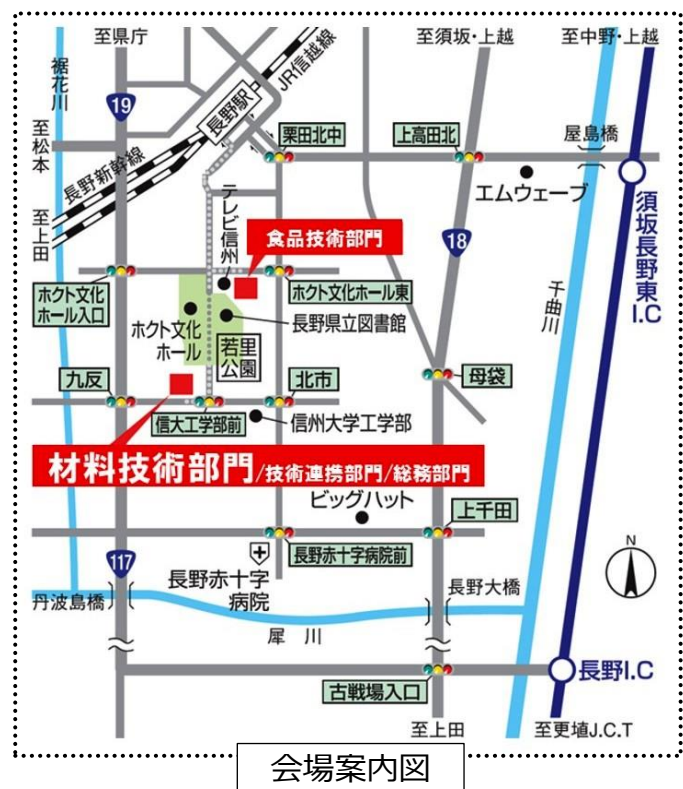 至県庁
至須坂・上越
至中野・上越
JR信越線
裾花川
19
長野駅
至松本
栗田北中
上高田北
屋島橋
長野新幹線
エムウェーブ
テレビ信州
至上田
食品技術部門
18
須坂長野東I.C
ホクト文化
ホール入口
ホクト文化ホール東
千曲川
ホクト文化
ホール
長野県立図書館
若里
公園
九反
北市
母袋
信大工学部前
信州大学工学部
材料技術部門/技術連携部門/総務部門
ビッグハット
上千田
117
長野赤十字病院前
N
長野赤十字
病院
丹波島橋
長野大橋
犀川
長野I.C
古戦場入口
至上田
至更埴J.C.T
会場案内図